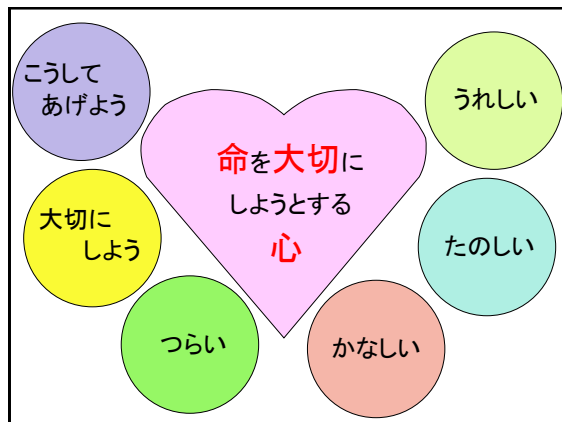 こうして
あげよう
うれしい
命を大切に
しようとする
心
大切に
しよう
たのしい
つらい
かなしい